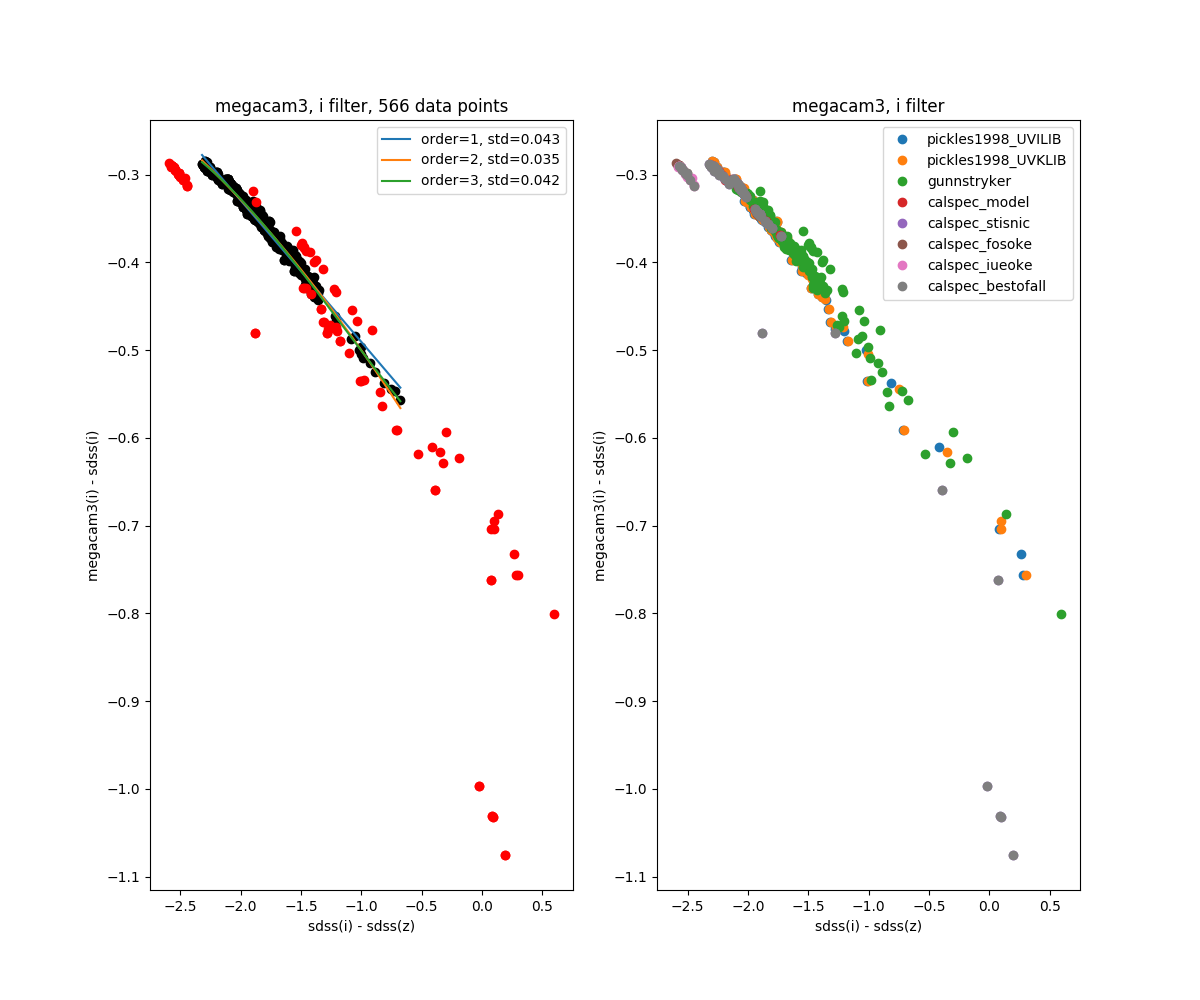 megacam3, i filter, 566 data points
order=1, std=0.043
order=2, std=0.035
order=3, std=0.042
−0.3
−0.4
−0.5
−0.6
−0.7
−0.8
−0.9
−1.0
−1.1
megacam3(i) - sdss(i)
−2.5 −2.0 −1.5 −1.0 −0.5 0.0 0.5
sdss(i) - sdss(z)
megacam3, i filter
pickles1998_UVILIB
pickles1998_UVKLIB
gunnstryker
calspec_model
calspec_stisnic
calspec_fosoke
calspec_iueoke
calspec_bestofall
−0.3
−0.4
−0.5
−0.6
−0.7
−0.8
−0.9
−1.0
−1.1
megacam3(i) - sdss(i)
−2.5 −2.0 −1.5 −1.0 −0.5 0.0 0.5
sdss(i) - sdss(z)